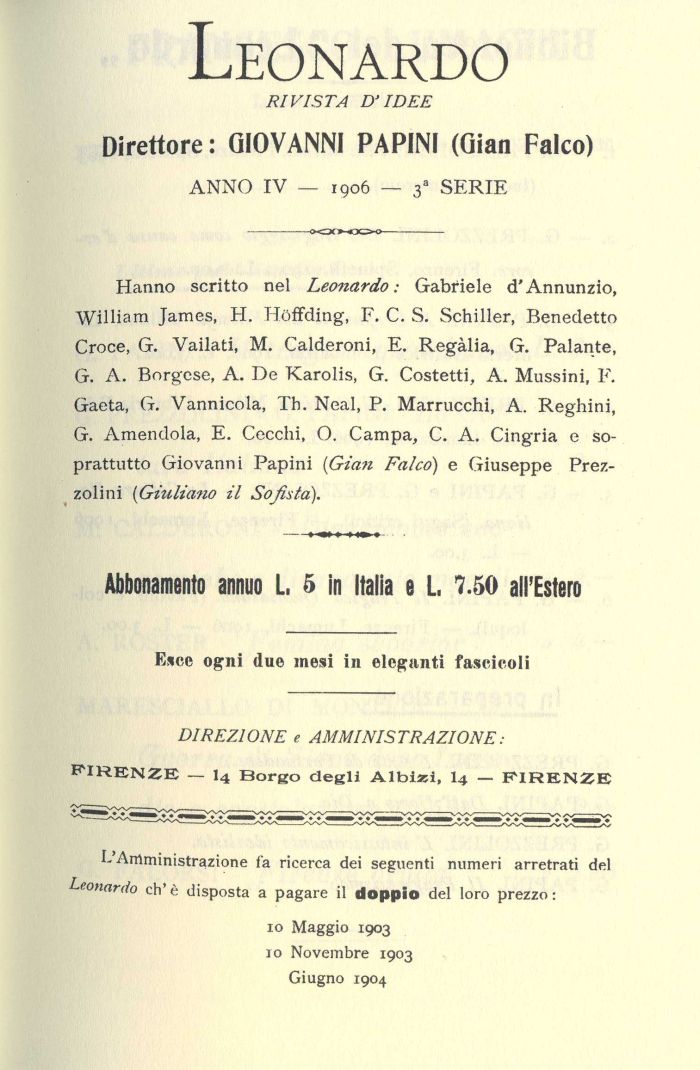 LEONARDO
RIVISTA D'IDEE
Direttore: GIOVANNI PAPINI (Gian Falco)
ANNO IV — 1906 — 3ª SERIE
Hanno scritto nel Leonardo: Gabriele d'Annunzio,
William James, H. Höffding, F. C. S. Schiller, Benedetto
Croce, G. Vailati, M. Calderoni, E. Regàlia, G. Palante,
G. A. Borgese, A. De Karolis, G. Costetti, A. Mussini, F.
Gaeta, G. Vannicola, Th. Neal, P. Marrucchi, A. Reghini,
G. Amendola, E. Cecchi, O. Campa, C. A. Cingria e so-
prattutto Giovanni Papini (Gian Falco) e Giuseppe Prez-
zolini (Giuliano il Sofista).
Abbonamento annuo L. 5 in Italia e L. 7.50 all'Estero
Esce ogni due mesi in eleganti fascicoli
DIREZIONE e AMMINISTRAZIONE:
FIRENZE — 14 Borgo degli Albizi, 14 — FIRENZE
L'Amministrazione fa ricerca dei seguenti numeri arretrati del
Leonardo ch'è disposta a pagare il doppio del loro prezzo:
10 Maggio 1903
10 Novembre 1903
Giugno 1904